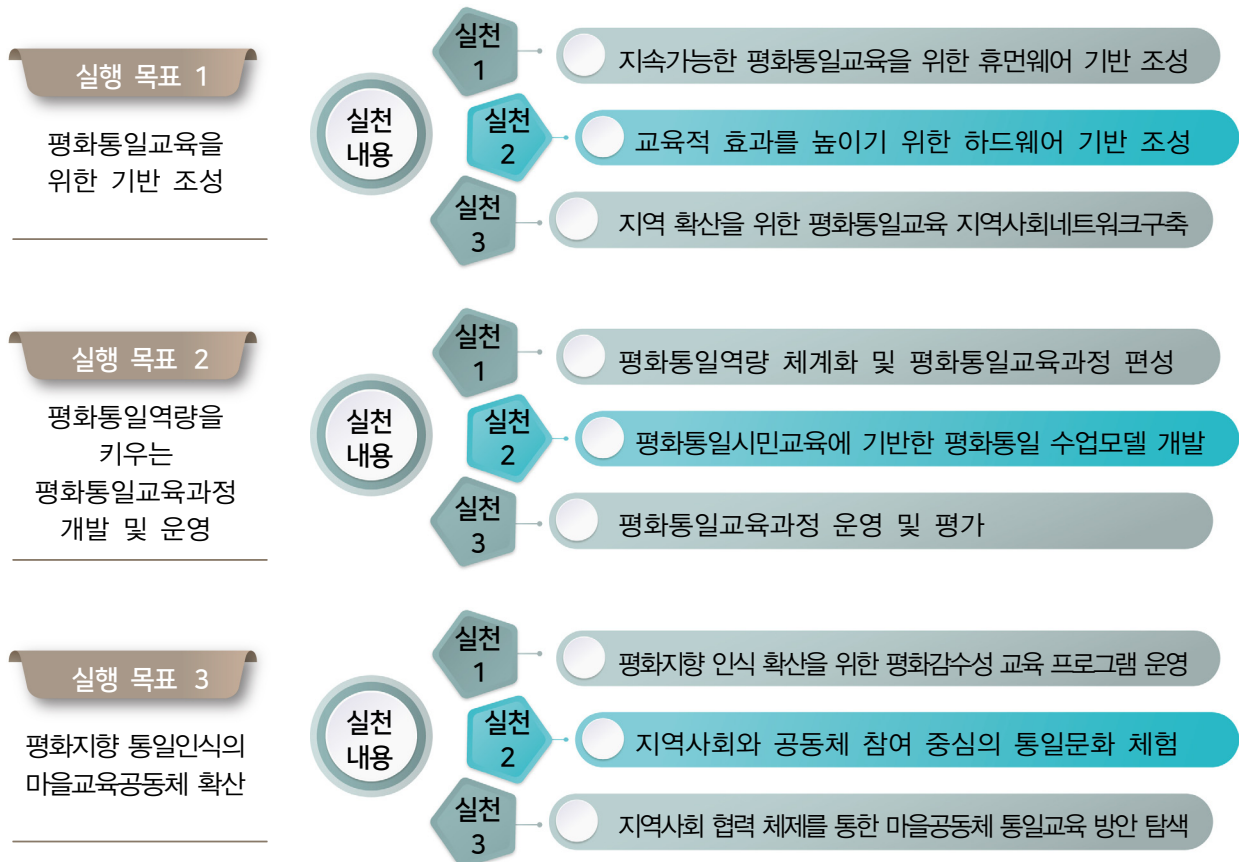 실행 목표 1
평화통일교육을
위한 기반 조성
실천
내용
실천
1
지속가능한 평화통일교육을 위한 휴먼웨어 기반 조성
실천
2
교육적 효과를 높이기 위한 하드웨어 기반 조성
실천
3
지역 확산을 위한 평화통일교육 지역사회네트워크구축
실행 목표 2
평화통일역량을
키우는
평화통일교육과정
개발 및 운영
실천
내용
실천
1
평화통일역량 체계화 및 평화통일교육과정 편성
실천
2
평화통일시민교육에 기반한 평화통일 수업모델 개발
실천
3
평화통일교육과정 운영 및 평가
실행 목표 3
평화지향 통일인식의
마을교육공동체 확산
실천
내용
실천
1
평화지향 인식 확산을 위한 평화감수성 교육 프로그램 운영
실천
2
지역사회와 공동체 참여 중심의 통일문화 체험
실천
3
지역사회 협력 체제를 통한 마을공동체 통일교육 방안 탐색